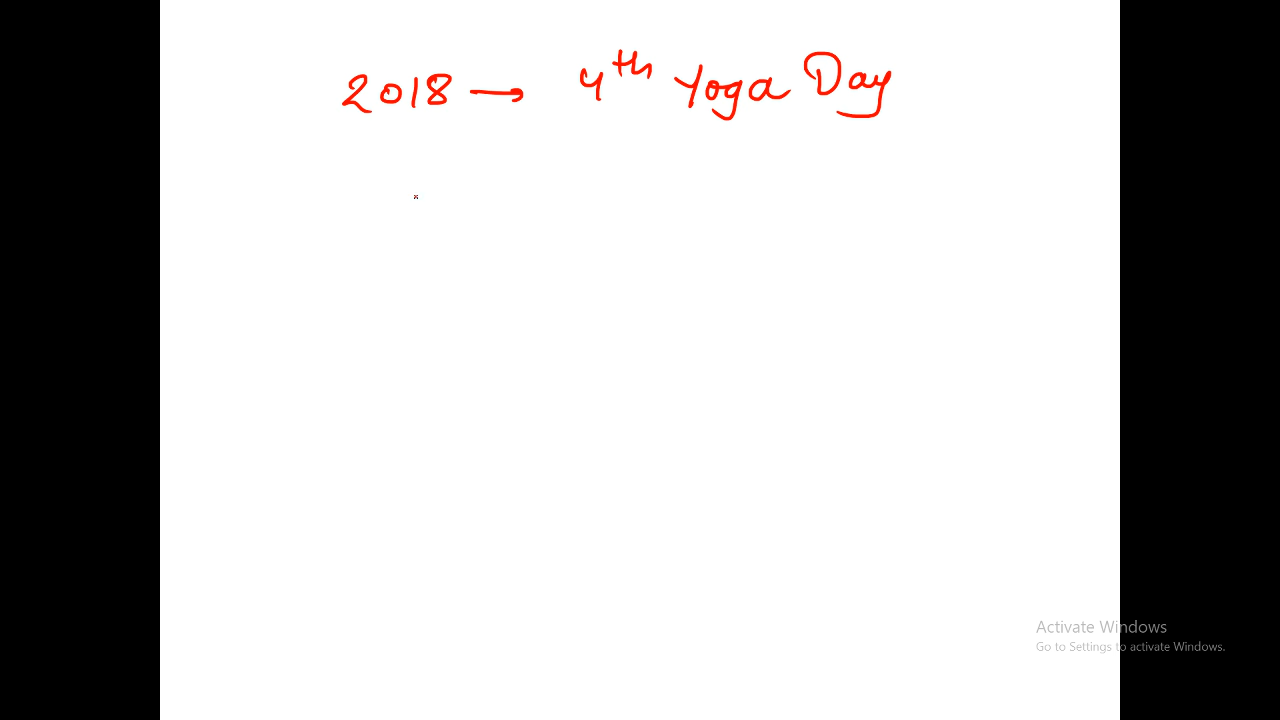 2018 → 4th Yoga Day
Activate Windows
Go to Settings to activate Windows.